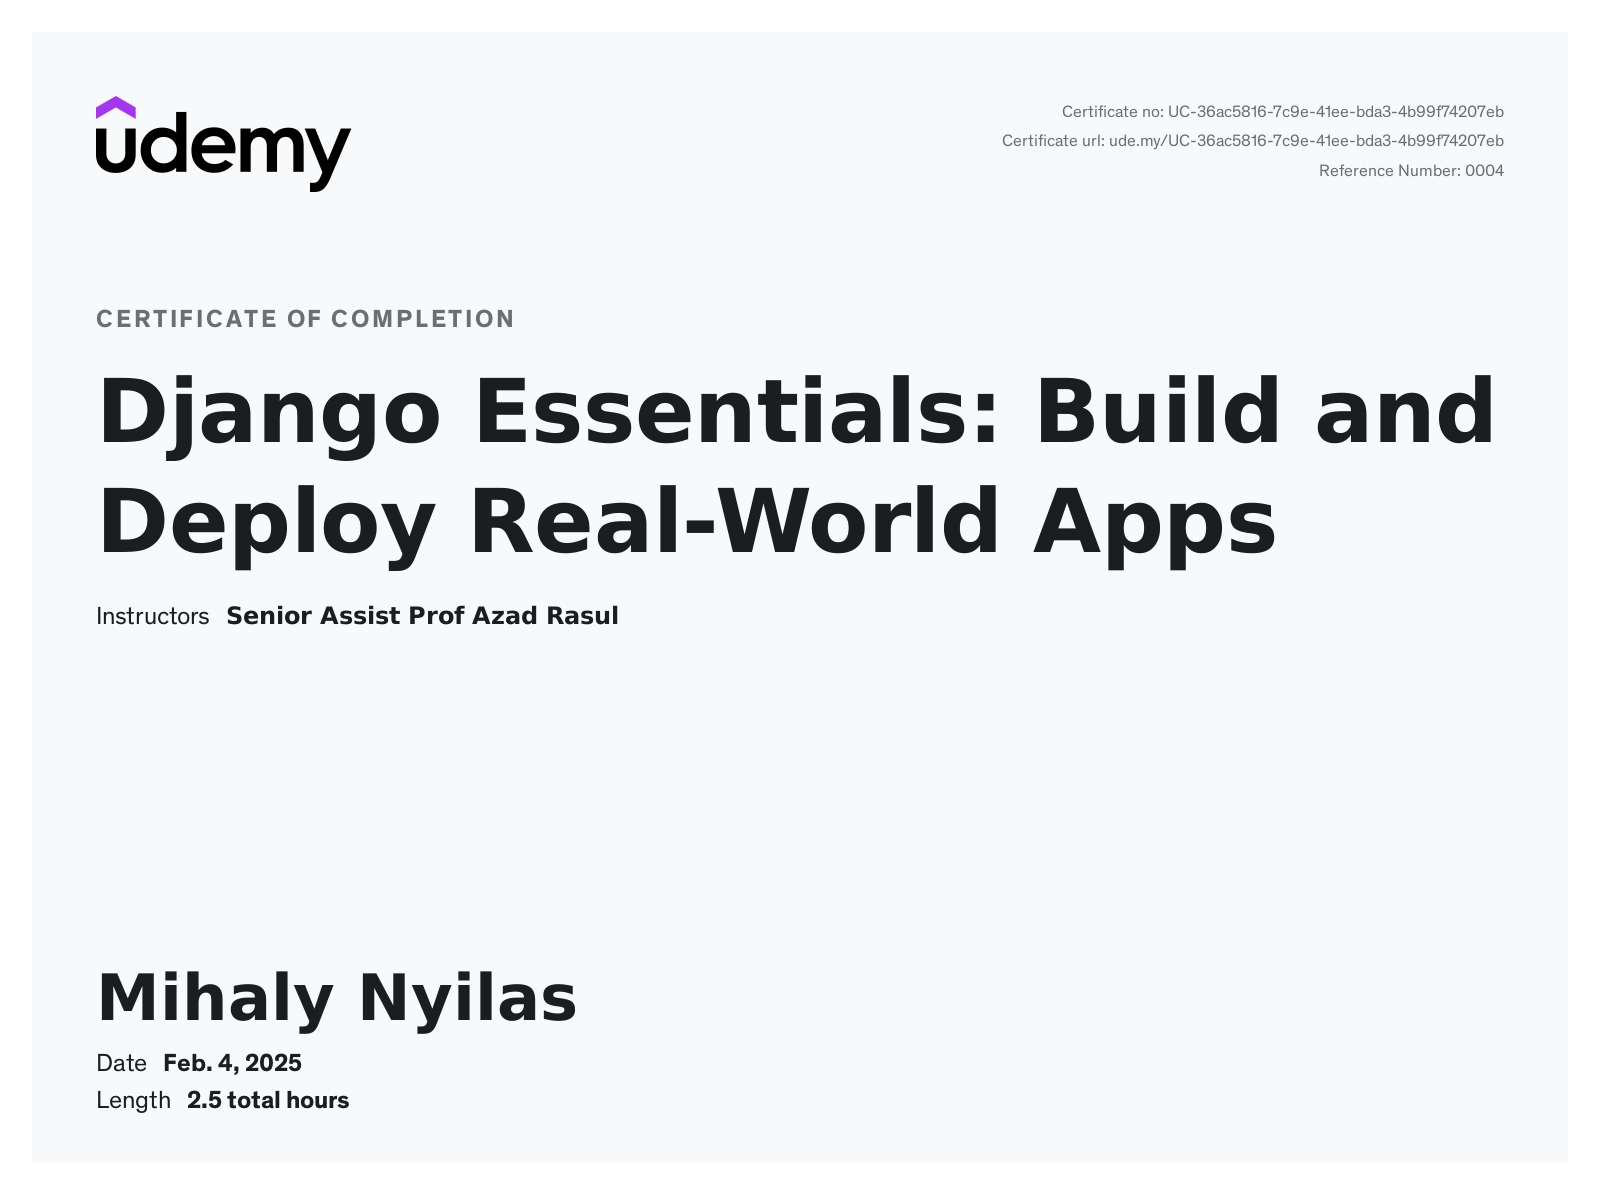 udemy
Certificate no: UC-36ac5816-7c9e-41ee-bda3-4b99f74207eb
Certificate url: ude.my/UC-36ac5816-7c9e-41ee-bda3-4b99f74207eb
Reference Number: 0004
CERTIFICATE OF COMPLETION
Django Essentials: Build and
Deploy Real-World Apps
Instructors Senior Assist Prof Azad Rasul
Mihaly Nyilas
Date Feb. 4, 2025
Length 2.5 total hours